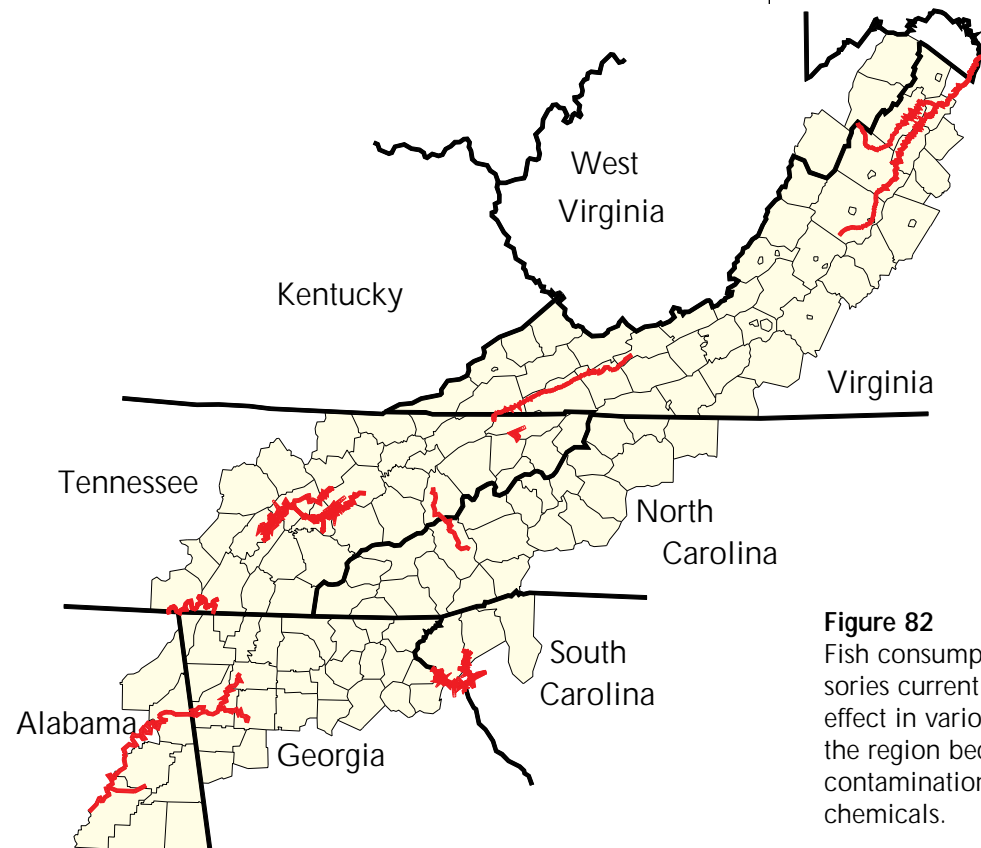 West
Virginia
Kentucky
Virginia
Tennessee
North
Carolina
South
Carolina
Alabama
Georgia
Figure 82
Fish consump
sories current
effect in vario
the region bec
contamination
chemicals.